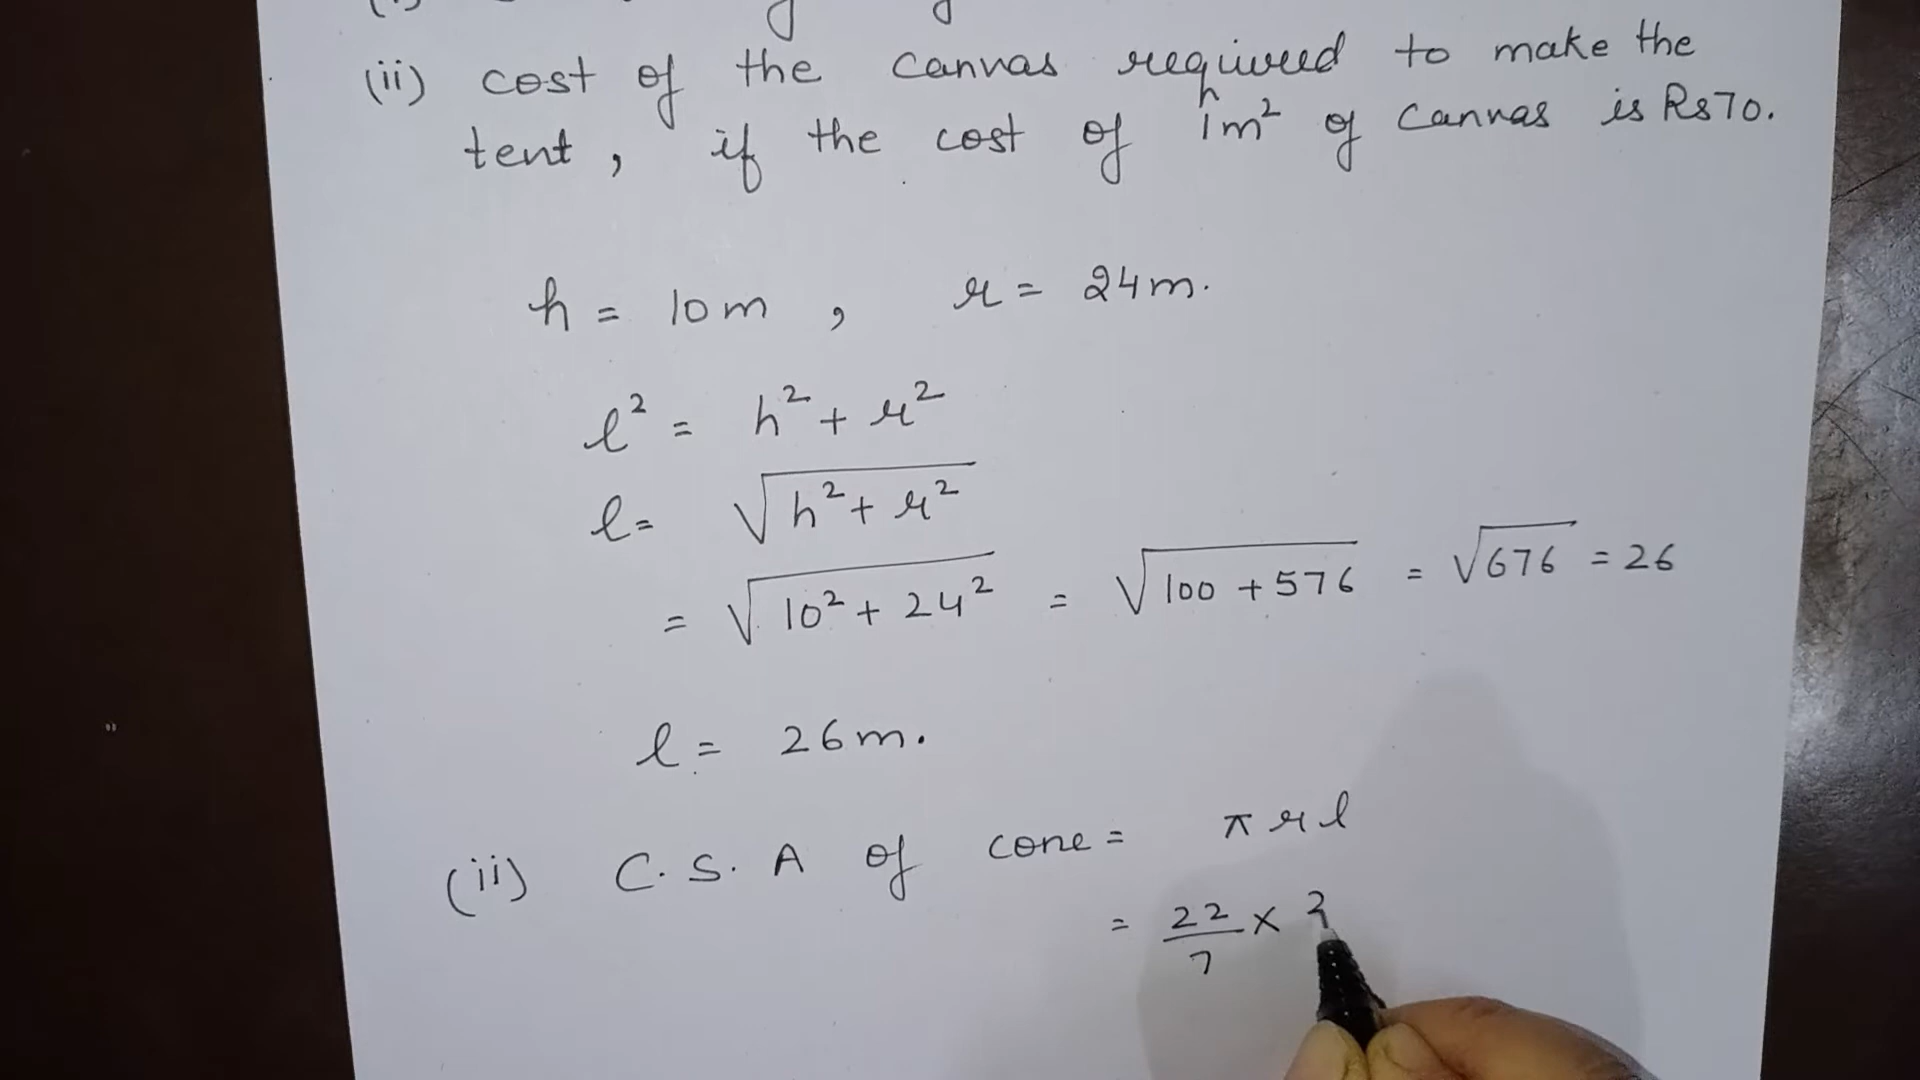 (ii) cost of the canvas required to make the
tent, if the cost of 1m² of canvas is Rs70.
h = 10m , r = 24m.
l² = h² + r²
l = √h² + r²
= √10² + 24² = √100 + 576 = √676 = 26
l = 26m.
(ii) C.S.A of cone = πrl
= 22/7 × 2